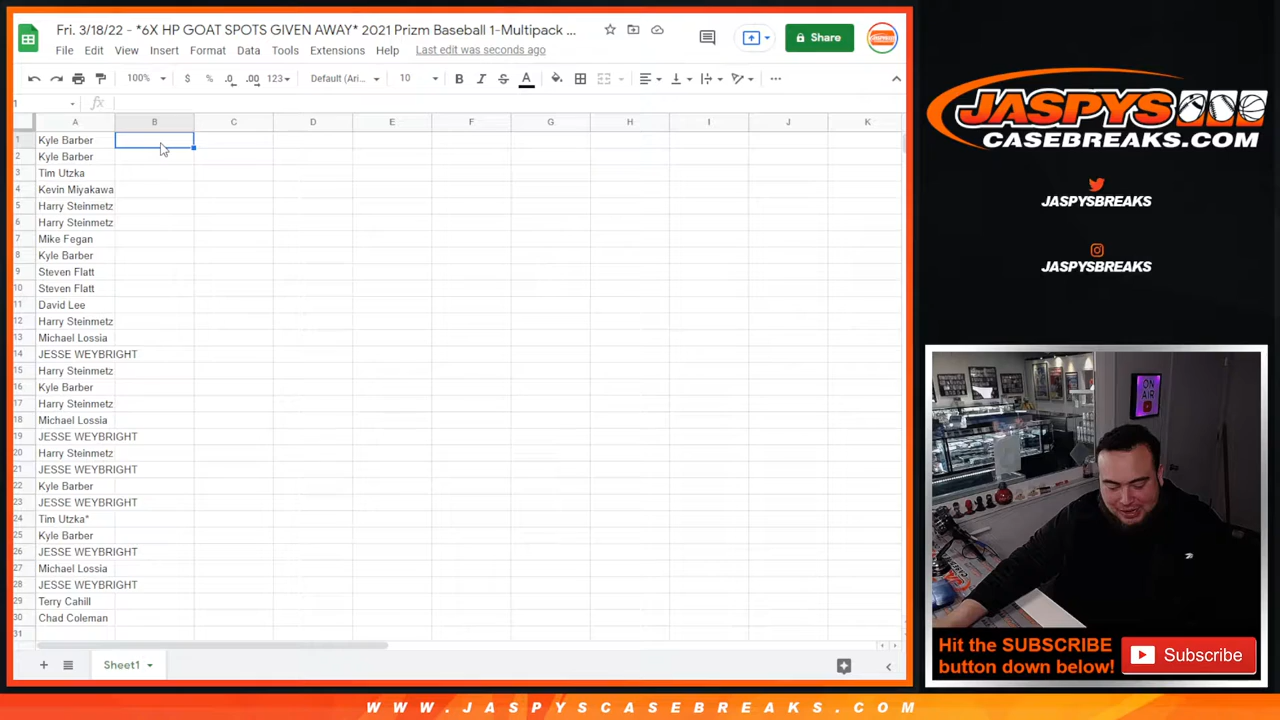 Fri. 3/18/22 - *6X HP GOAT SPOTS GIVEN AWAY* 2021 Prizm Baseball 1-Multipack ...
Share
File Edit View Insert Format Data Tools Extensions Help Last edit was seconds ago
100% $ % .0 .00 123 Default (Ari... 10 B I S A
1 fx
A B C D E F G H I J K
1 Kyle Barber
2 Kyle Barber
3 Tim Utzka
4 Kevin Miyakawa
5 Harry Steinmetz
6 Harry Steinmetz
7 Mike Fegan
8 Kyle Barber
9 Steven Flatt
10 Steven Flatt
11 David Lee
12 Harry Steinmetz
13 Michael Lossia
14 JESSE WEYBRIGHT
15 Harry Steinmetz
16 Kyle Barber
17 Harry Steinmetz
18 Michael Lossia
19 JESSE WEYBRIGHT
20 Harry Steinmetz
21 JESSE WEYBRIGHT
22 Kyle Barber
23 JESSE WEYBRIGHT
24 Tim Utzka*
25 Kyle Barber
26 JESSE WEYBRIGHT
27 Michael Lossia
28 JESSE WEYBRIGHT
29 Terry Cahill
30 Chad Coleman
31
Sheet1
JASPYS
CASEBREAKS.COM
JASPYSBREAKS
JASPYSBREAKS
ON
AIR
Hit the SUBSCRIBE
button down below!
Subscribe
WWW.JASPYSCASEBREAKS.COM